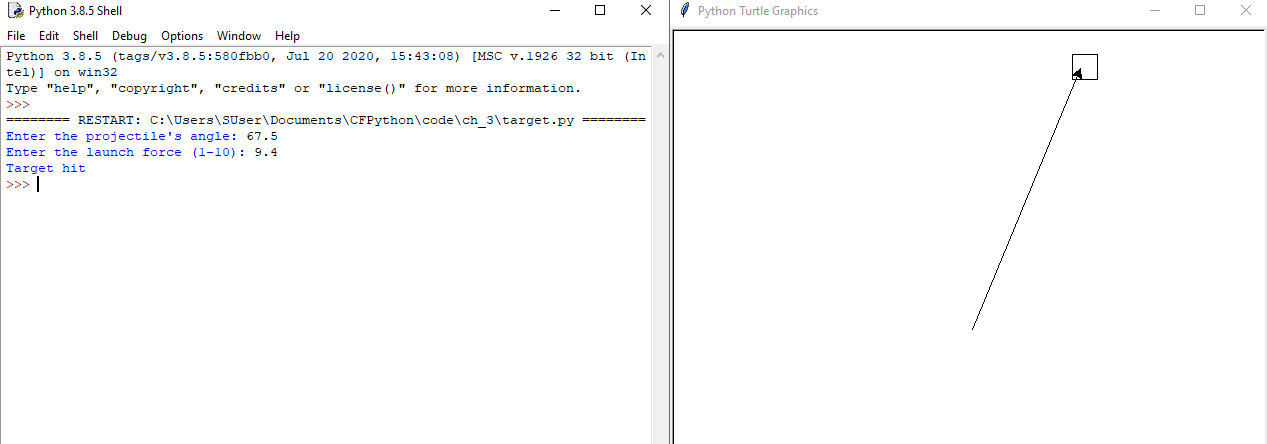 Python 3.8.5 Shell
File Edit Shell Debug Options Window Help
Python 3.8.5 (tags/v3.8.5:580fbb0, Jul 20 2020, 15:43:08) [MSC v.1926 32 bit (In
tel)] on win32
Type "help", "copyright", "credits" or "license()" for more information.
>>>
======== RESTART: C:\Users\SUser\Documents\CFPython\code\ch_3\target.py ========
Enter the projectile's angle: 67.5
Enter the launch force (1-10): 9.4
Target hit
>>>
Python Turtle Graphics